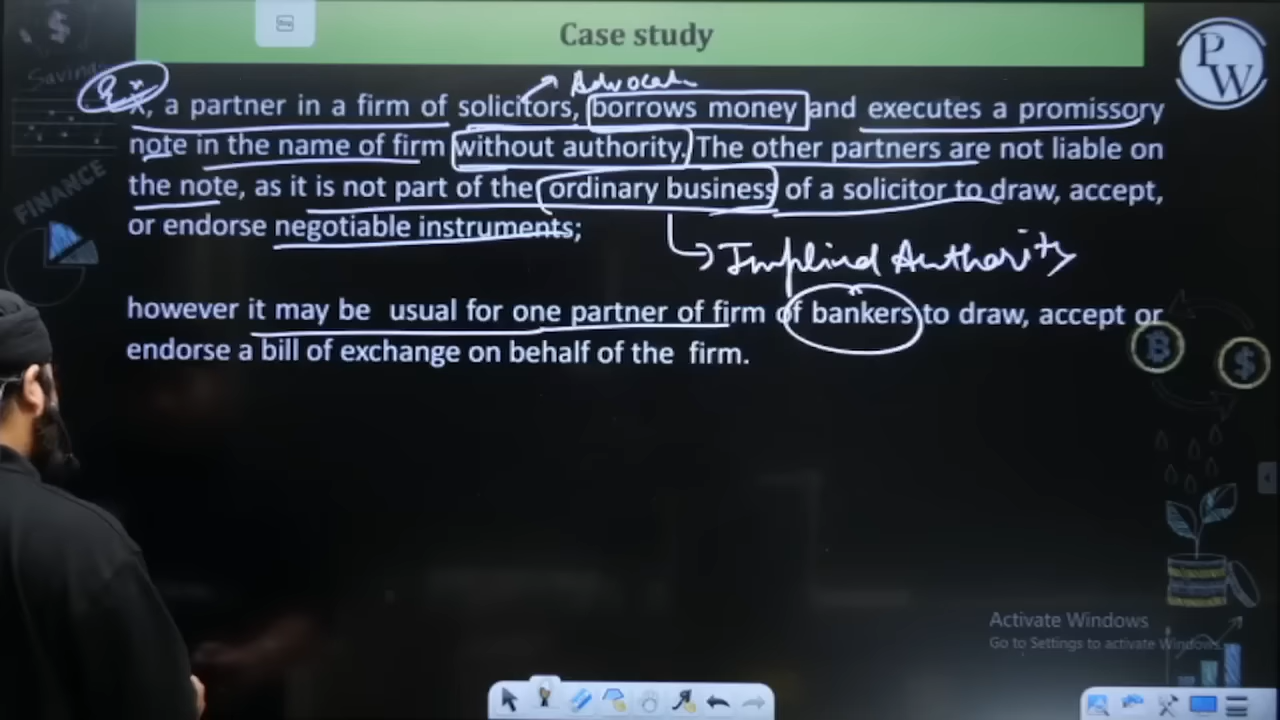 Case study
Stop
PW
Savin
FINANCE
Advocate
X, a partner in a firm of solicitors, borrows money and executes a promissory
note in the name of firm without authority. The other partners are not liable on
the note, as it is not part of the ordinary business of a solicitor to draw, accept,
or endorse negotiable instruments;
Implied Authority
however it may be usual for one partner of firm of bankers to draw, accept or
endorse a bill of exchange on behalf of the firm.
Activate Windows
Go to Settings to activate Windows.